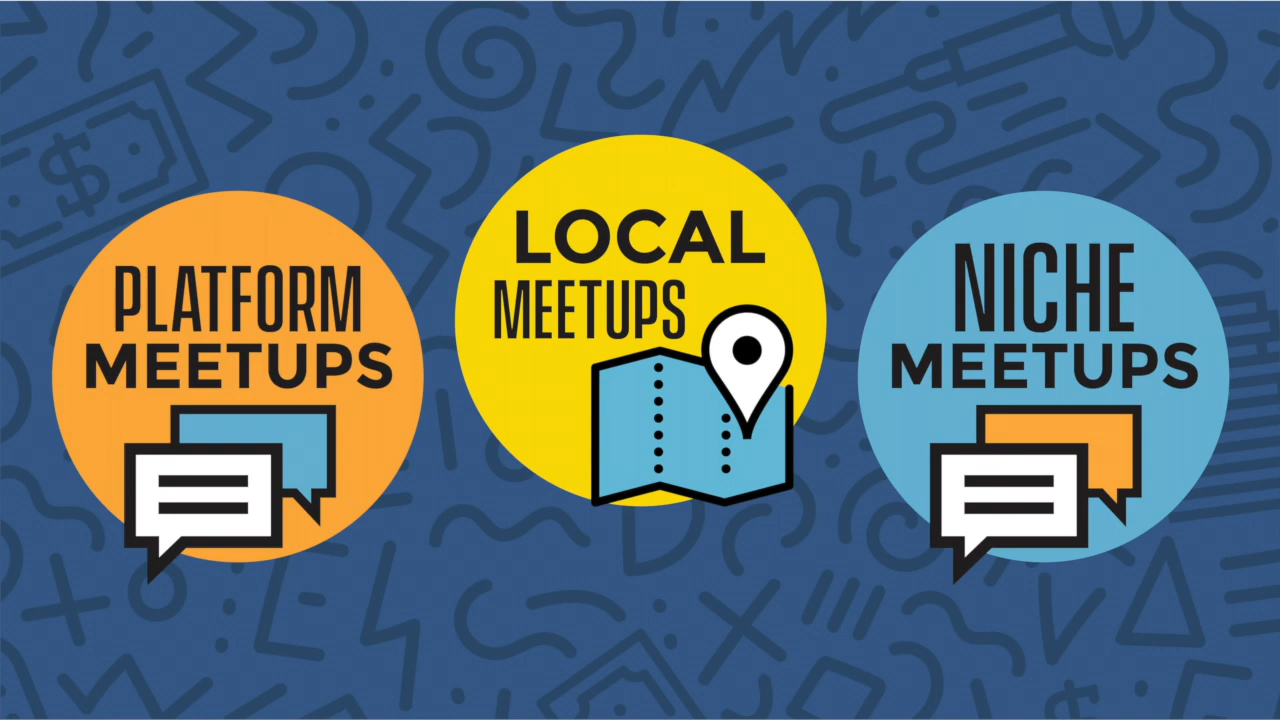 PLATFORM
MEETUPS
LOCAL
MEETUPS
NICHE
MEETUPS
$
$